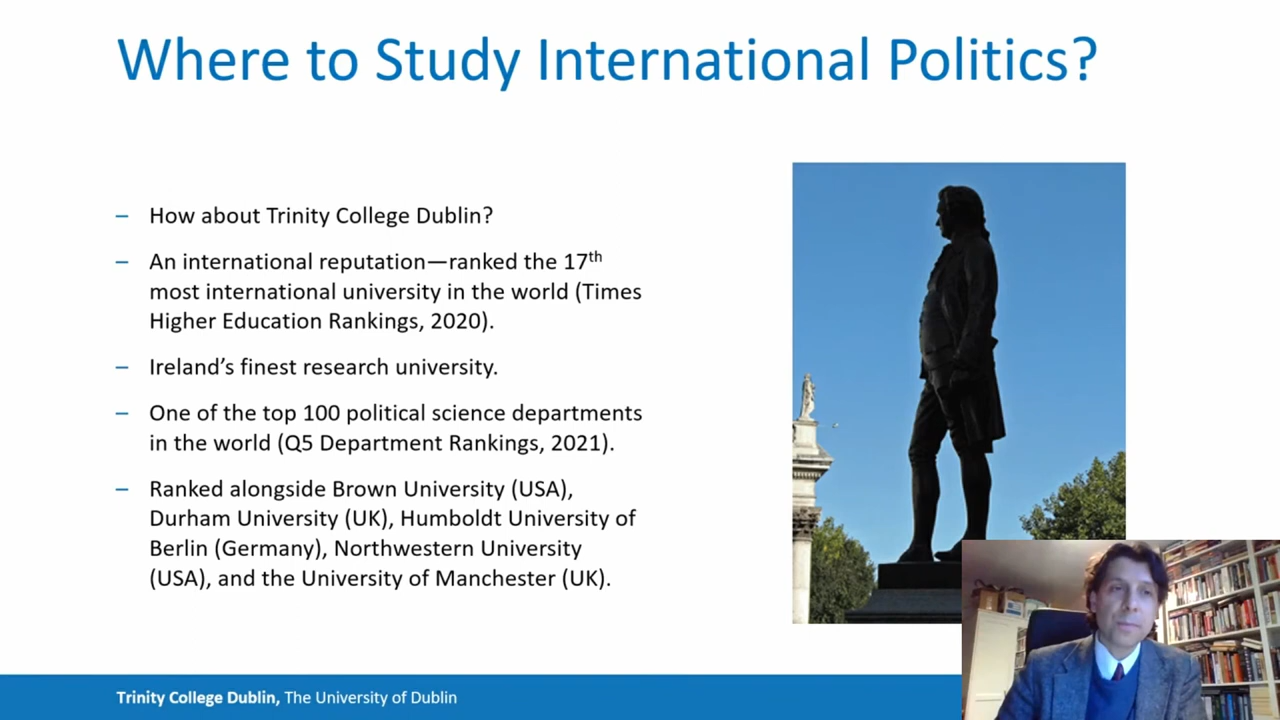 Where to Study International Politics?
– How about Trinity College Dublin?
– An international reputation—ranked the 17th
most international university in the world (Times
Higher Education Rankings, 2020).
– Ireland’s finest research university.
– One of the top 100 political science departments
in the world (Q5 Department Rankings, 2021).
– Ranked alongside Brown University (USA),
Durham University (UK), Humboldt University of
Berlin (Germany), Northwestern University
(USA), and the University of Manchester (UK).
Trinity College Dublin, The University of Dublin